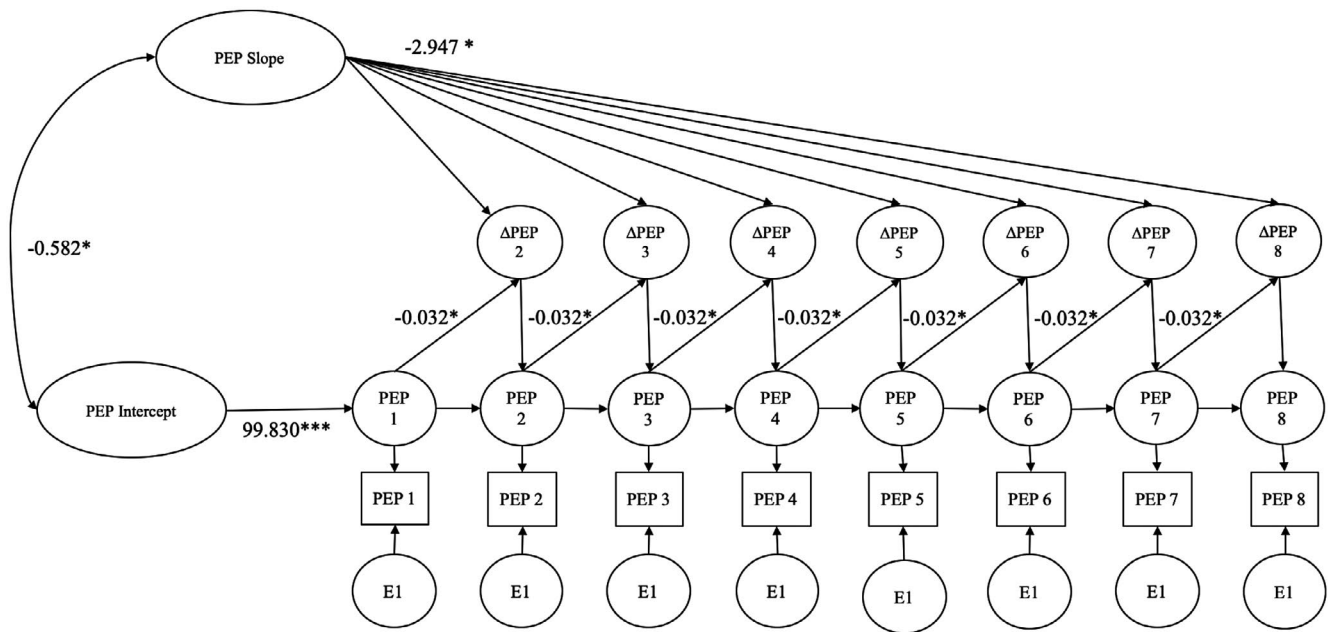 PEP Slope
-2.947 *
-0.582*
ΔPEP
2
ΔPEP
3
ΔPEP
4
ΔPEP
5
ΔPEP
6
ΔPEP
7
ΔPEP
8
-0.032*
-0.032*
-0.032*
-0.032*
-0.032*
-0.032*
-0.032*
PEP Intercept
99.830***
PEP
1
PEP
2
PEP
3
PEP
4
PEP
5
PEP
6
PEP
7
PEP
8
PEP 1
PEP 2
PEP 3
PEP 4
PEP 5
PEP 6
PEP 7
PEP 8
E1
E1
E1
E1
E1
E1
E1
E1